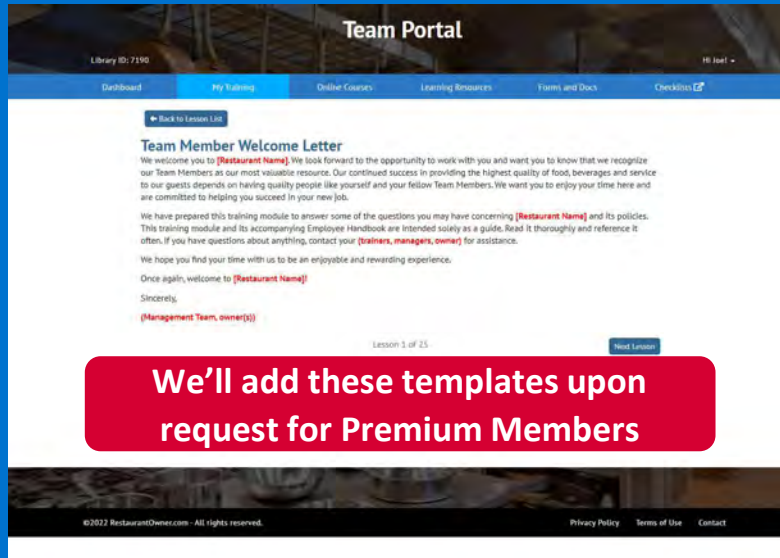 Team Portal
Library ID: 7190
Hi Joe!
Dashboard
My Training
Online Courses
Learning Resources
Forms and Docs
Checklists
Back to Lesson List
Team Member Welcome Letter
We welcome you to [Restaurant Name]. We look forward to the opportunity to work with you and want you to know that we recognize
our Team Members as our most valuable resource. Our continued success in providing the highest quality of food, beverages and service
to our guests depends on having quality people like yourself and your fellow Team Members. We want you to enjoy your time here and
are committed to helping you succeed in your new job.
We have prepared this training module to answer some of the questions you may have concerning [Restaurant Name] and its policies.
This training module and its accompanying Employee Handbook are intended solely as a guide. Read it thoroughly and reference it
often. If you have questions about anything, contact your (trainers, managers, owner) for assistance.
We hope you find your time with us to be an enjoyable and rewarding experience.
Once again, welcome to [Restaurant Name]!
Sincerely,
(Management Team, owner(s))
Lesson 1 of 25
Next Lesson
We’ll add these templates upon
request for Premium Members
©2022 RestaurantOwner.com - All rights reserved.
Privacy Policy
Terms of Use
Contact